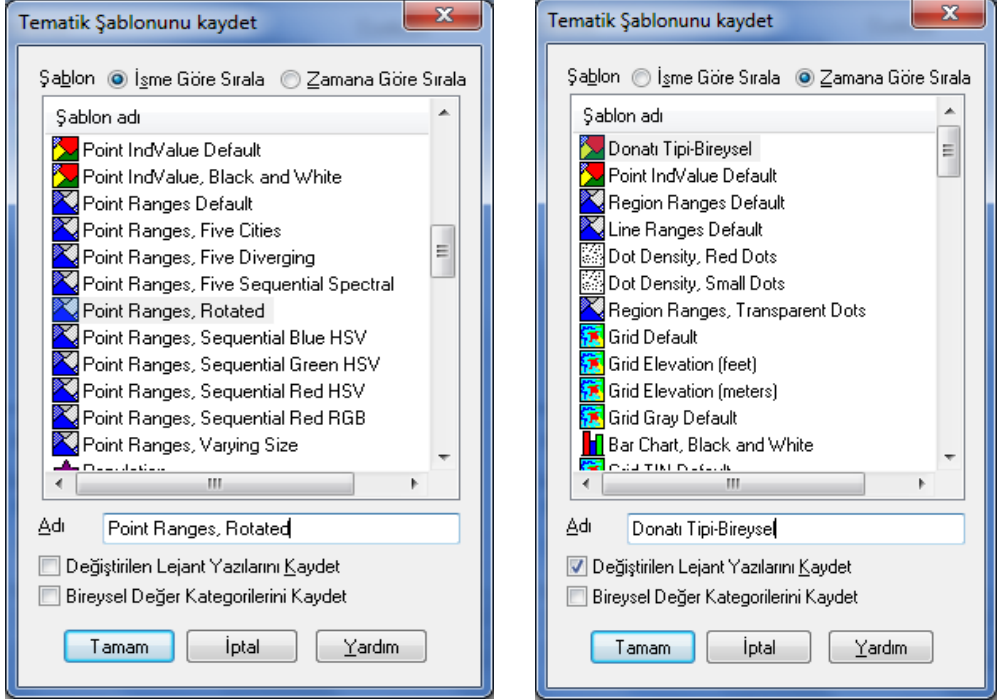 Tematik Şablonunu kaydet
Şablon
İsme Göre Sırala
Zamana Göre Sırala
Şablon adı
Point IndValue Default
Point IndValue, Black and White
Point Ranges Default
Point Ranges, Five Cities
Point Ranges, Five Diverging
Point Ranges, Five Sequential Spectral
Point Ranges, Rotated
Point Ranges, Sequential Blue HSV
Point Ranges, Sequential Green HSV
Point Ranges, Sequential Red HSV
Point Ranges, Sequential Red RGB
Point Ranges, Varying Size
Population
Adı
Point Ranges, Rotated
Değiştirilen Lejant Yazılarını Kaydet
Bireysel Değer Kategorilerini Kaydet
Tamam
İptal
Yardım
Tematik Şablonunu kaydet
Şablon
İsme Göre Sırala
Zamana Göre Sırala
Şablon adı
Donatı Tipi-Bireysel
Point IndValue Default
Region Ranges Default
Line Ranges Default
Dot Density, Red Dots
Dot Density, Small Dots
Region Ranges, Transparent Dots
Grid Default
Grid Elevation (feet)
Grid Elevation (meters)
Grid Gray Default
Bar Chart, Black and White
Grid TIN Default
Adı
Donatı Tipi-Bireysel
Değiştirilen Lejant Yazılarını Kaydet
Bireysel Değer Kategorilerini Kaydet
Tamam
İptal
Yardım